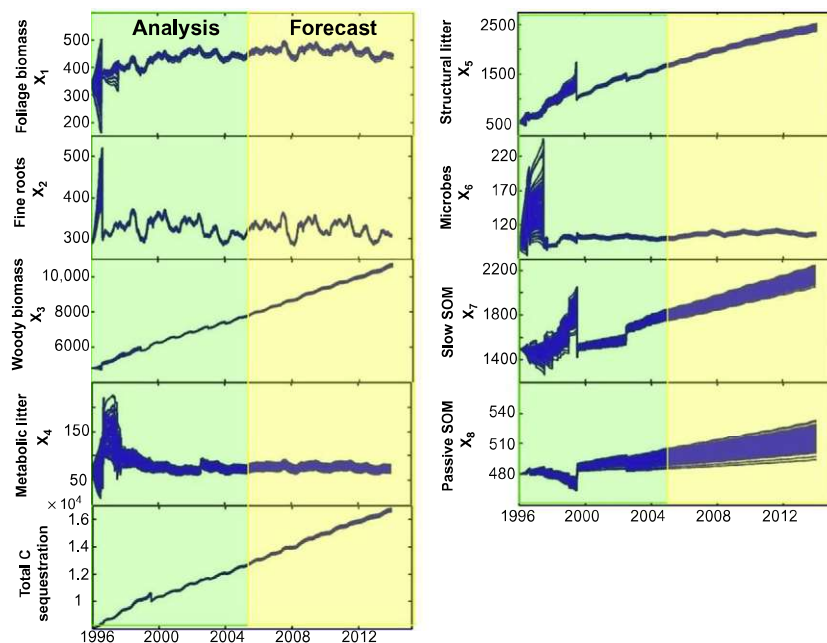 Analysis Forecast
Foliage biomass
X1
500
400
300
200
Fine roots
X2
500
400
300
Woody biomass
X3
10,000
8000
6000
Metabolic litter
X4
150
50
× 10⁴
Total C
sequestration
1.6
1.4
1.2
1
1996 2000 2004 2008 2012
Structural litter
X5
2500
1500
500
Microbes
X6
220
170
120
Slow SOM
X7
2200
1800
1400
Passive SOM
X8
540
510
480
1996 2000 2004 2008 2012